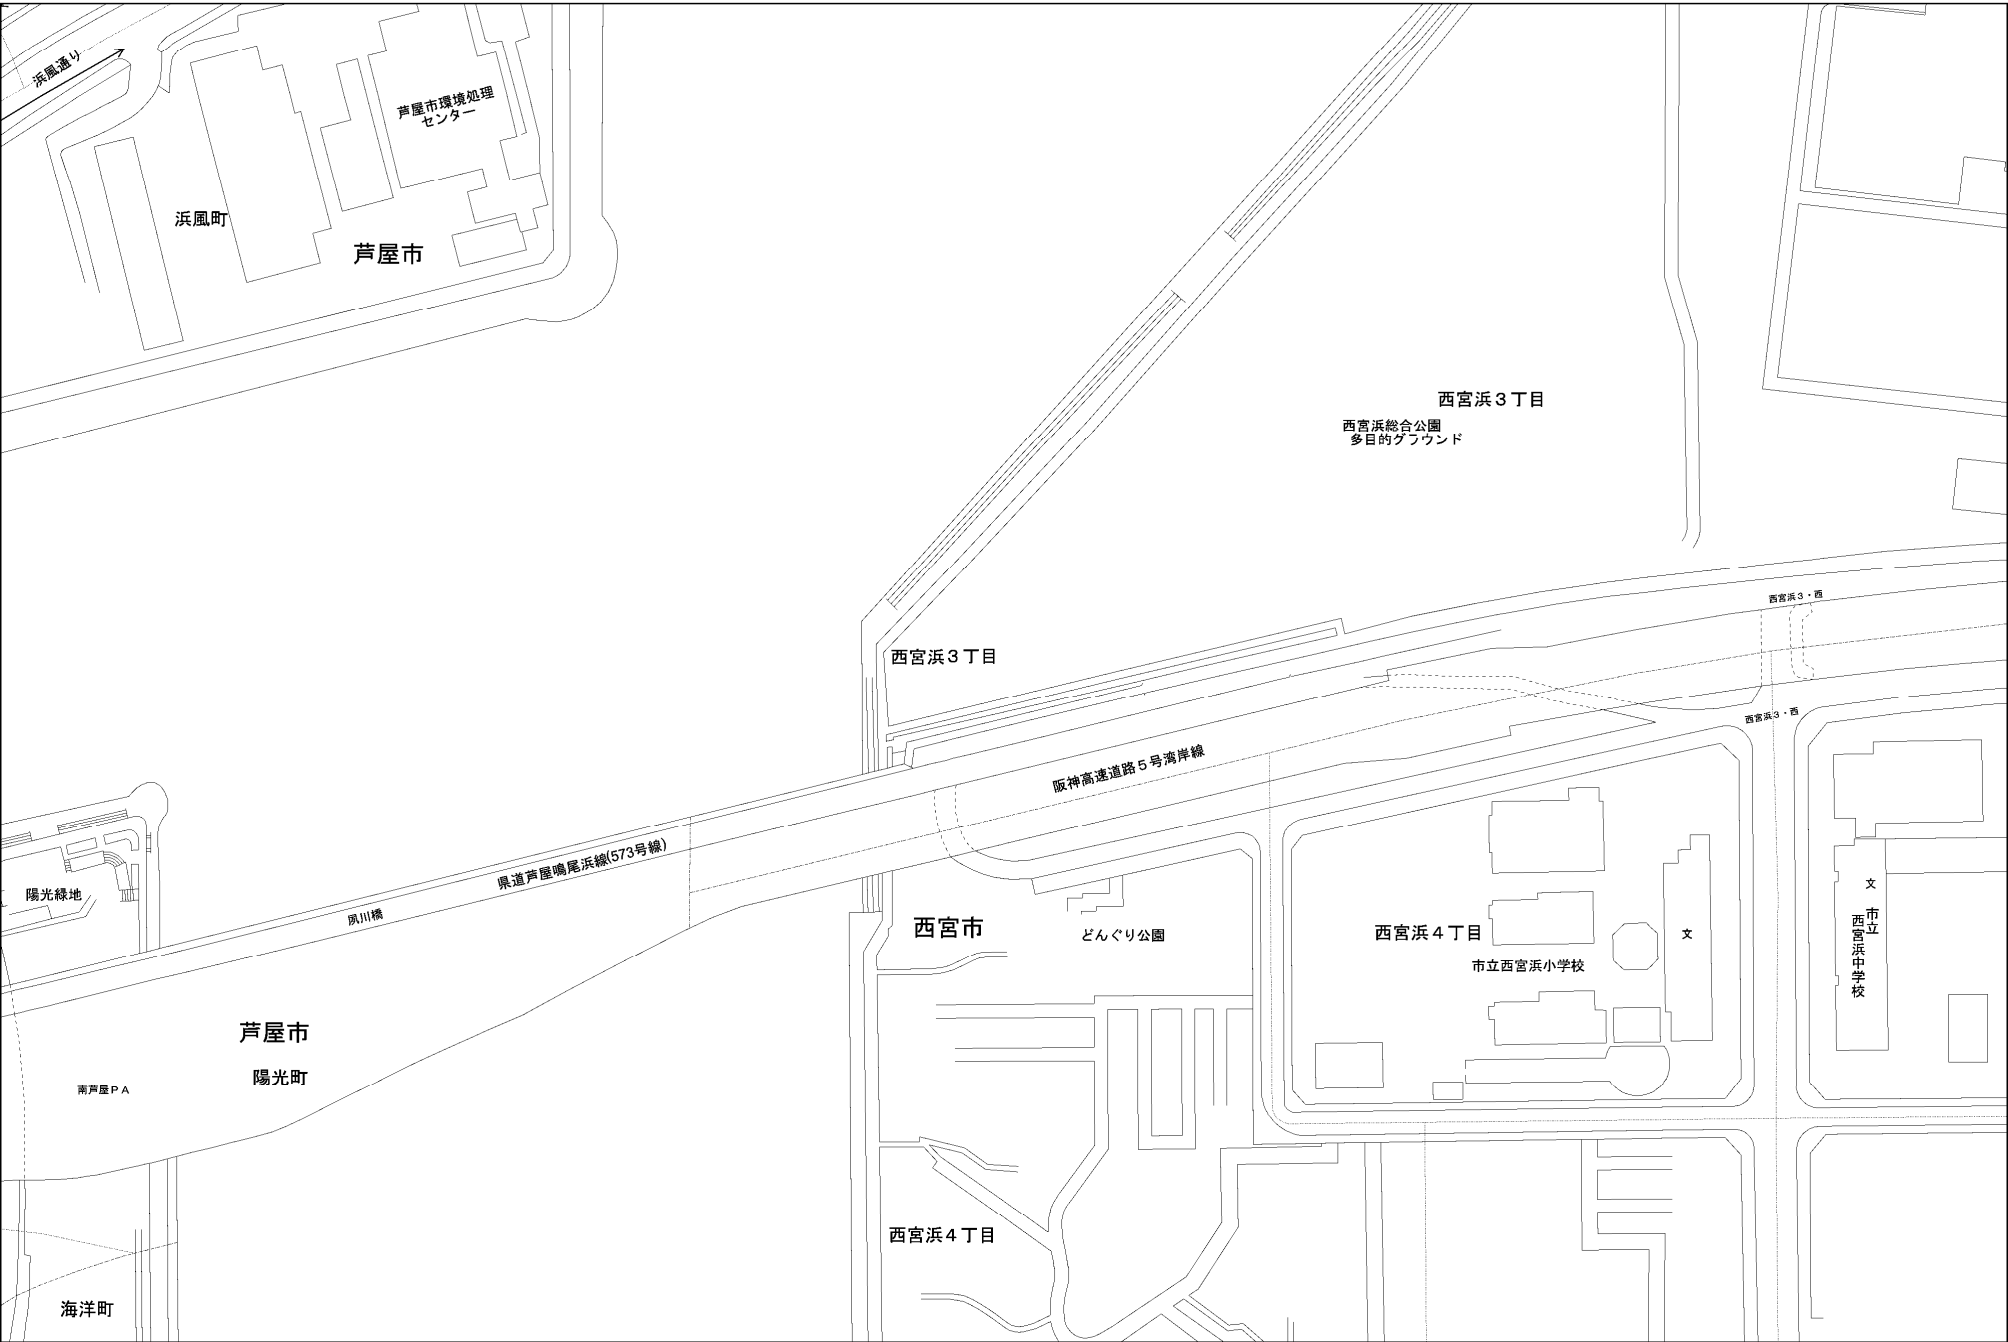 浜風通り
芦屋市環境処理
センター
浜風町
芦屋市
西宮浜３丁目
西宮浜総合公園
多目的グラウンド
西宮浜３・西
西宮浜３丁目
西宮浜３・西
阪神高速道路５号湾岸線
県道芦屋鳴尾浜線(573号線)
陽光緑地
夙川橋
西宮市
どんぐり公園
西宮浜４丁目
文
市立西宮浜小学校
文
市立
西宮浜中学校
芦屋市
陽光町
南芦屋ＰＡ
西宮浜４丁目
海洋町